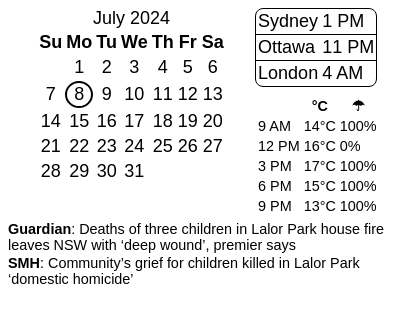 July 2024
Su Mo Tu We Th Fr Sa
1 2 3 4 5 6
7 8 9 10 11 12 13
14 15 16 17 18 19 20
21 22 23 24 25 26 27
28 29 30 31
Sydney 1 PM
Ottawa 11 PM
London 4 AM
°C ☂
9 AM 14°C 100%
12 PM 16°C 0%
3 PM 17°C 100%
6 PM 15°C 100%
9 PM 13°C 100%
Guardian: Deaths of three children in Lalor Park house fire
leaves NSW with ‘deep wound’, premier says
SMH: Community’s grief for children killed in Lalor Park
‘domestic homicide’